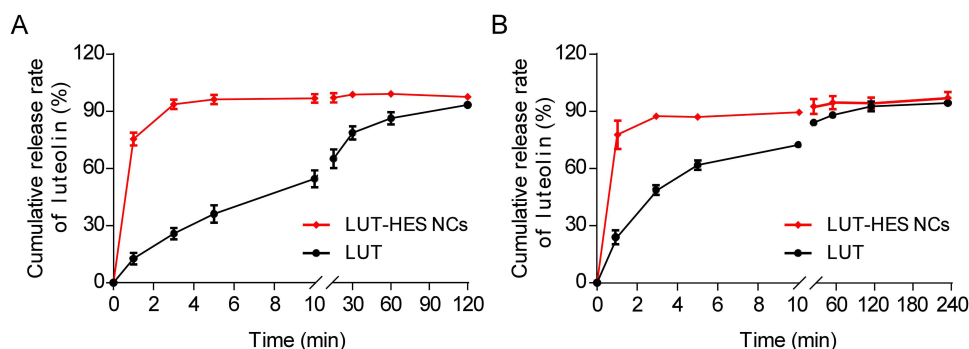 A
Cumulative release rate
of luteolin (%)
120
90
60
30
0
LUT-HES NCs
LUT
0 2 4 6 8 10 30 60 90 120
Time (min)
B
Cumulative release rate
of luteolin (%)
120
90
60
30
0
LUT-HES NCs
LUT
0 2 4 6 8 10 60 120 180 240
Time (min)